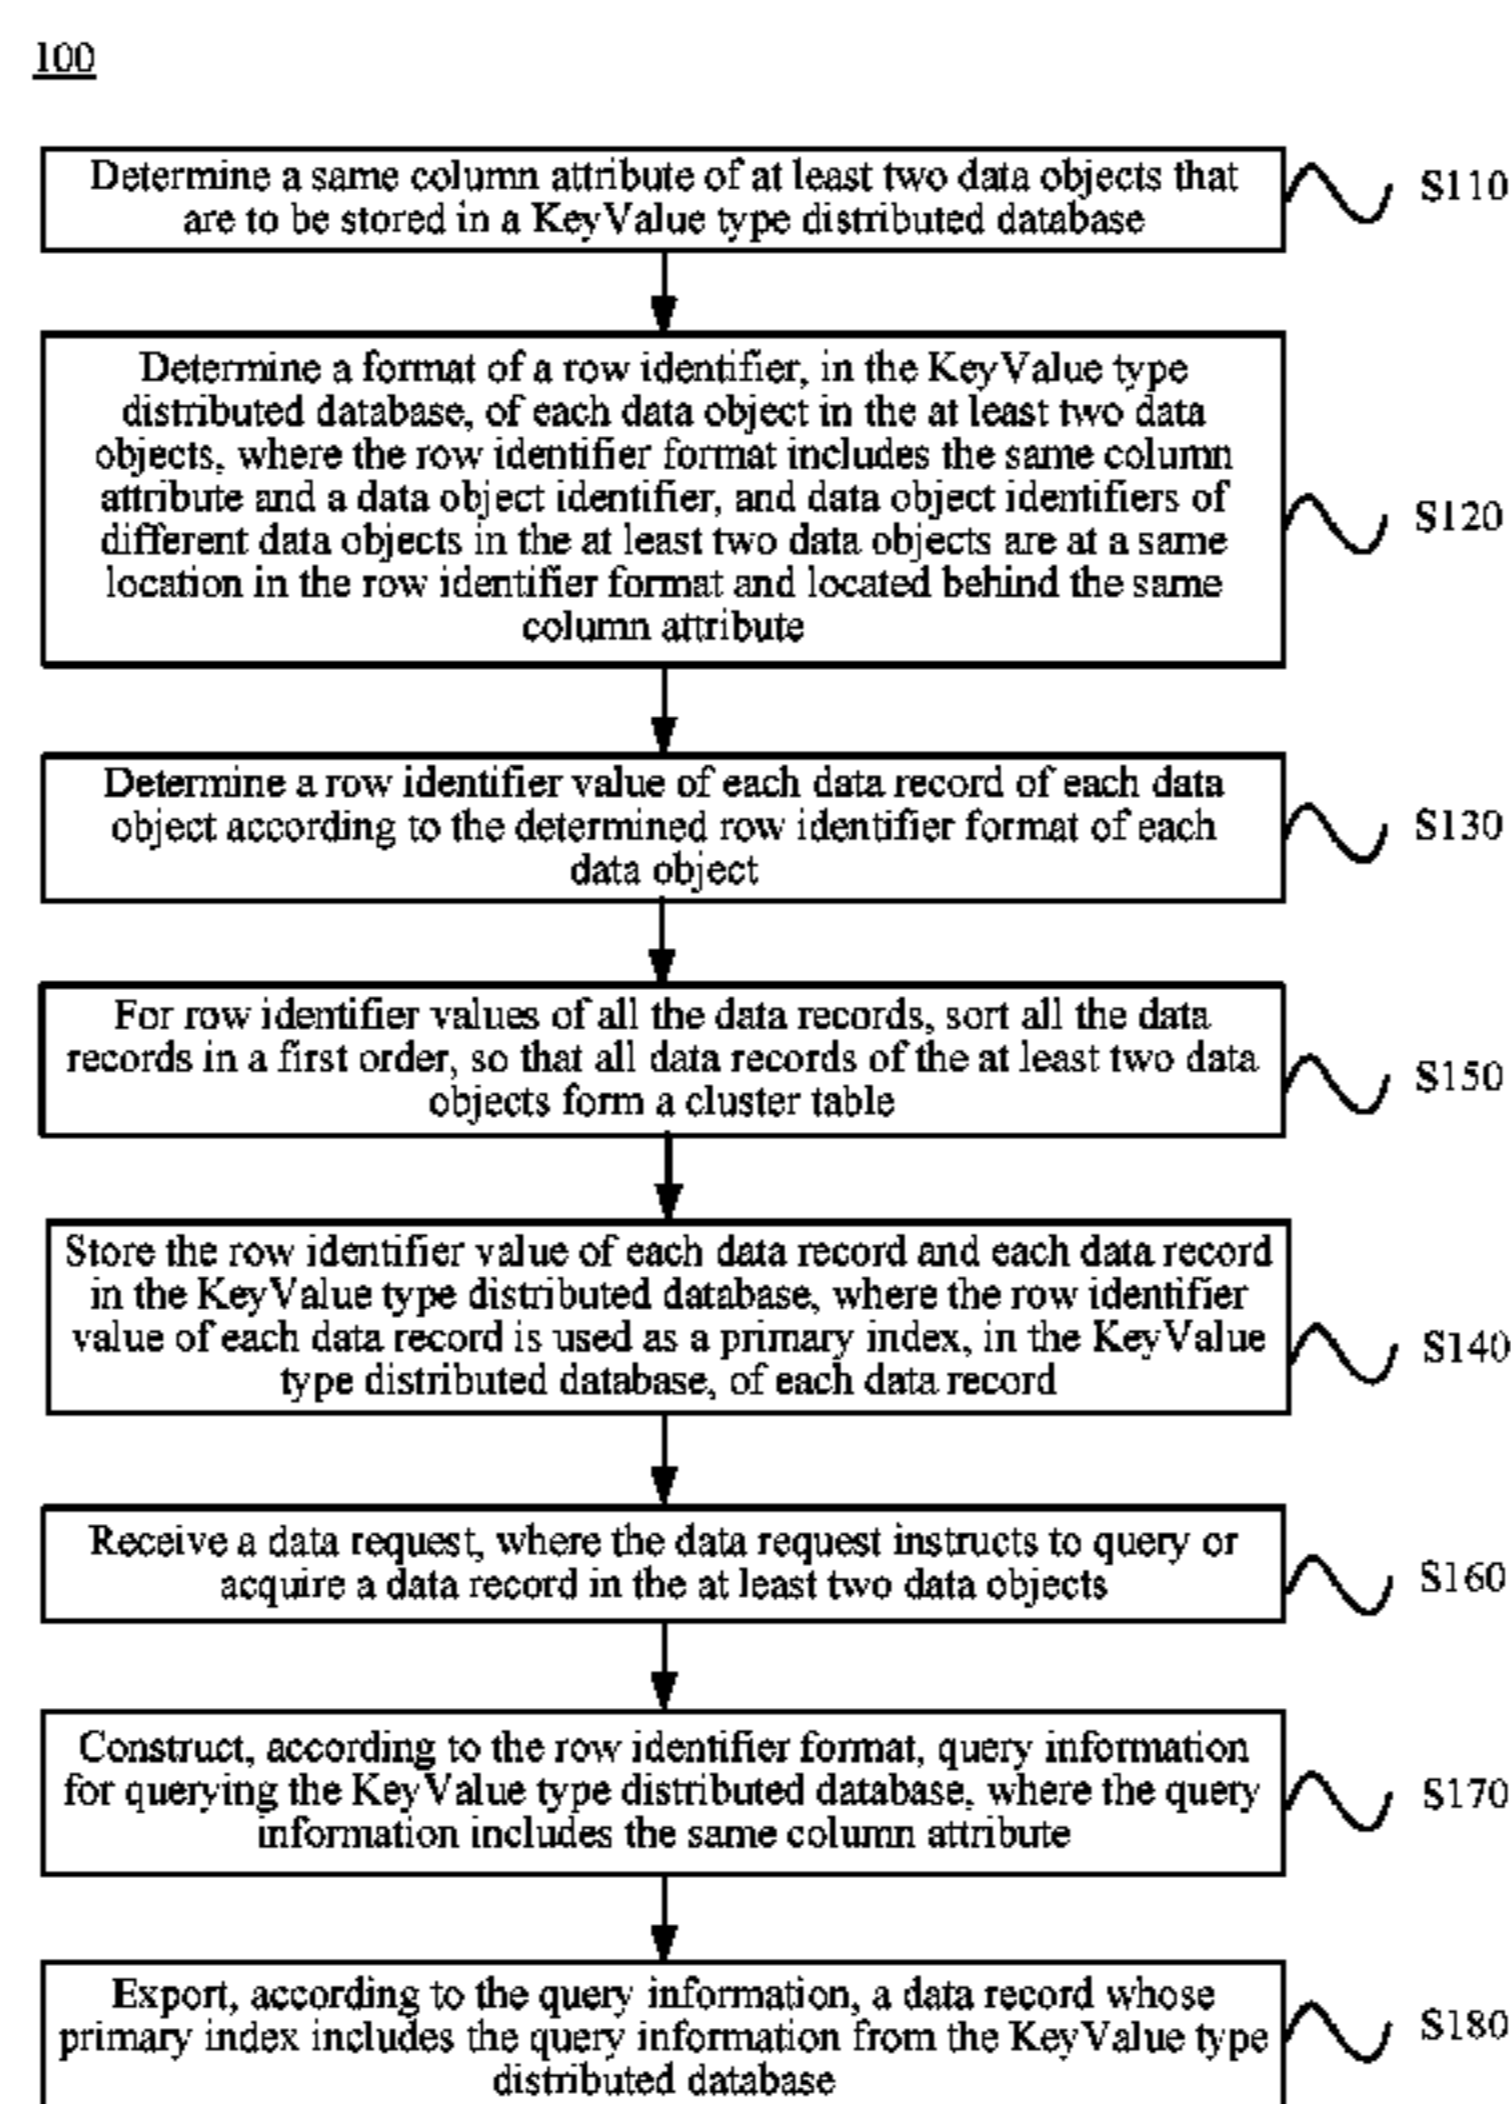 100
Determine a same column attribute of at least two data objects that
are to be stored in a KeyValue type distributed database
S110
Determine a format of a row identifier, in the KeyValue type
distributed database, of each data object in the at least two data
objects, where the row identifier format includes the same column
attribute and a data object identifier, and data object identifiers of
different data objects in the at least two data objects are at a same
location in the row identifier format and located behind the same
column attribute
S120
Determine a row identifier value of each data record of each data
object according to the determined row identifier format of each
data object
S130
For row identifier values of all the data records, sort all the data
records in a first order, so that all data records of the at least two data
objects form a cluster table
S150
Store the row identifier value of each data record and each data record
in the KeyValue type distributed database, where the row identifier
value of each data record is used as a primary index, in the KeyValue
type distributed database, of each data record
S140
Receive a data request, where the data request instructs to query or
acquire a data record in the at least two data objects
S160
Construct, according to the row identifier format, query information
for querying the KeyValue type distributed database, where the query
information includes the same column attribute
S170
Export, according to the query information, a data record whose
primary index includes the query information from the KeyValue type
distributed database
S180